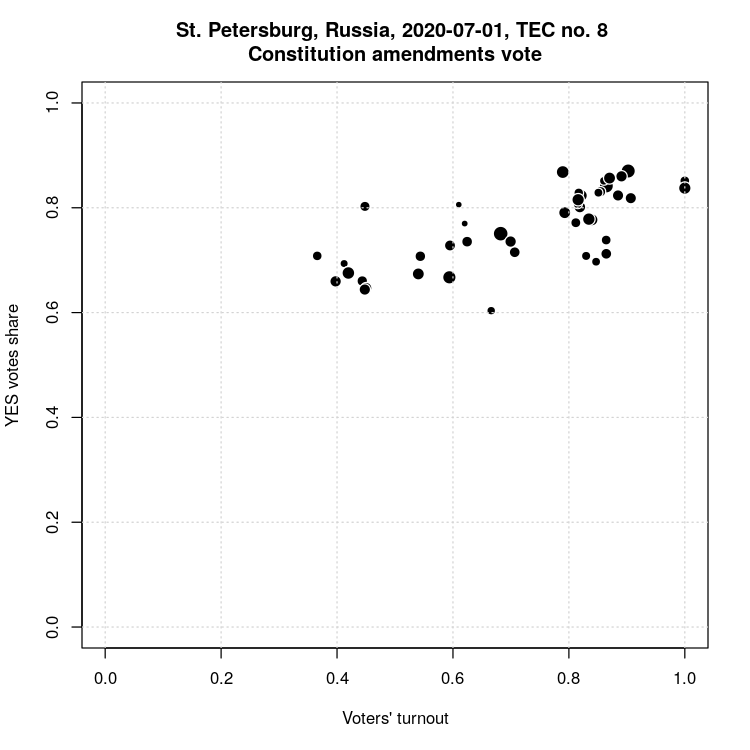 St. Petersburg, Russia, 2020-07-01, TEC no. 8
Constitution amendments vote
YES votes share
1.0
0.8
0.6
0.4
0.2
0.0
0.0 0.2 0.4 0.6 0.8 1.0
Voters' turnout